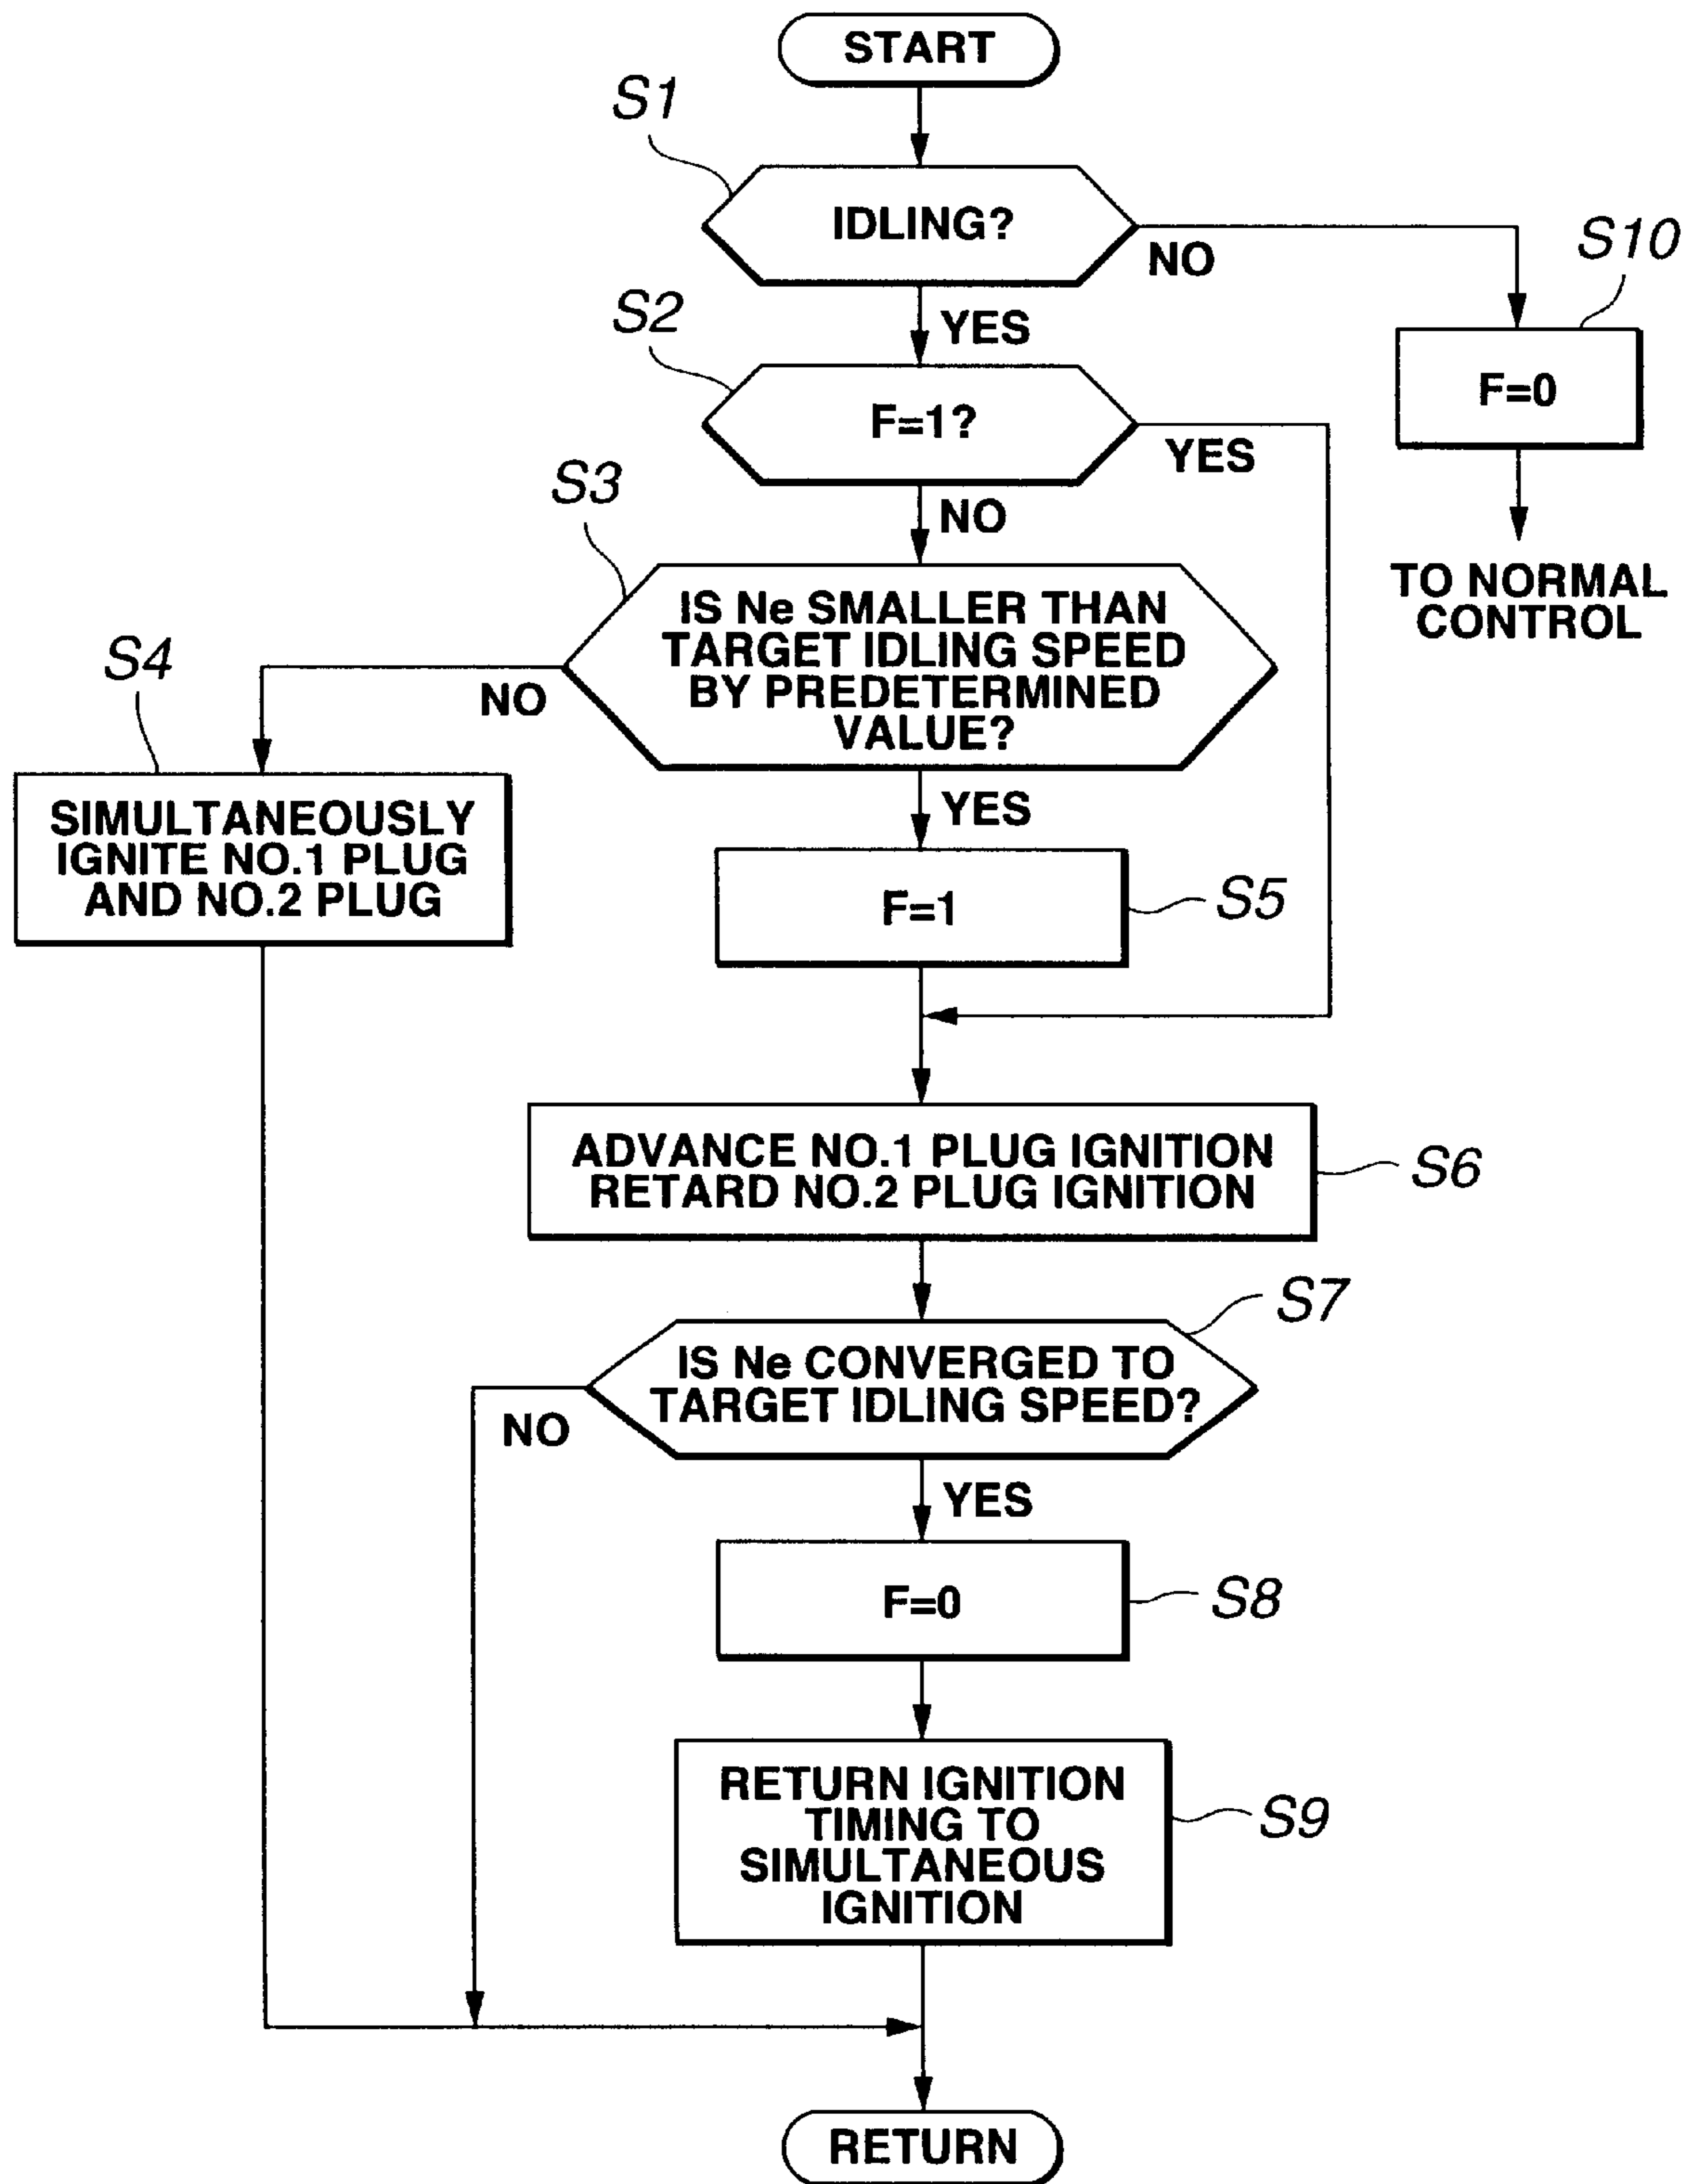 START
S1
IDLING?
NO
S10
YES
F=0
S2
F=1?
YES
NO
TO NORMAL
CONTROL
S3
IS Ne SMALLER THAN
TARGET IDLING SPEED
BY PREDETERMINED
VALUE?
NO
YES
S4
SIMULTANEOUSLY
IGNITE NO.1 PLUG
AND NO.2 PLUG
F=1
S5
ADVANCE NO.1 PLUG IGNITION
RETARD NO.2 PLUG IGNITION
S6
S7
IS Ne CONVERGED TO
TARGET IDLING SPEED?
NO
YES
F=0
S8
RETURN IGNITION
TIMING TO
SIMULTANEOUS
IGNITION
S9
RETURN